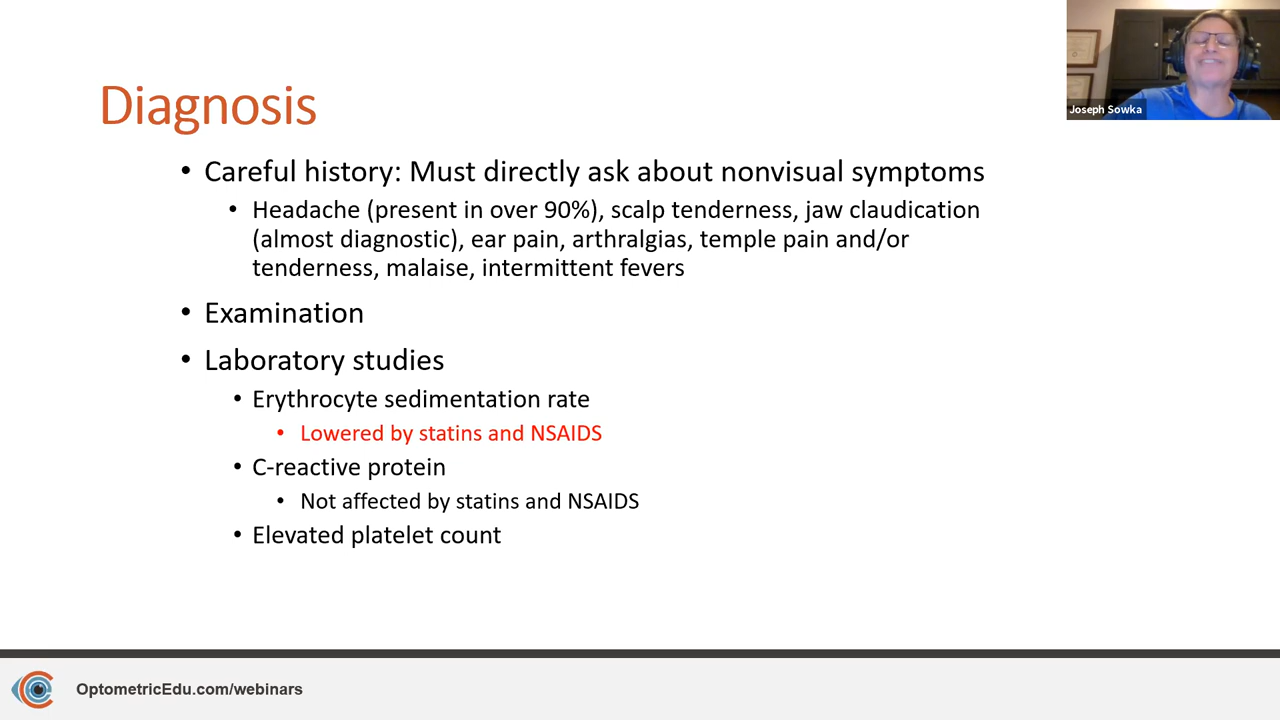 Joseph Sowka
Diagnosis
• Careful history: Must directly ask about nonvisual symptoms
• Headache (present in over 90%), scalp tenderness, jaw claudication
(almost diagnostic), ear pain, arthralgias, temple pain and/or
tenderness, malaise, intermittent fevers
• Examination
• Laboratory studies
• Erythrocyte sedimentation rate
• Lowered by statins and NSAIDS
• C-reactive protein
• Not affected by statins and NSAIDS
• Elevated platelet count
OptometricEdu.com/webinars